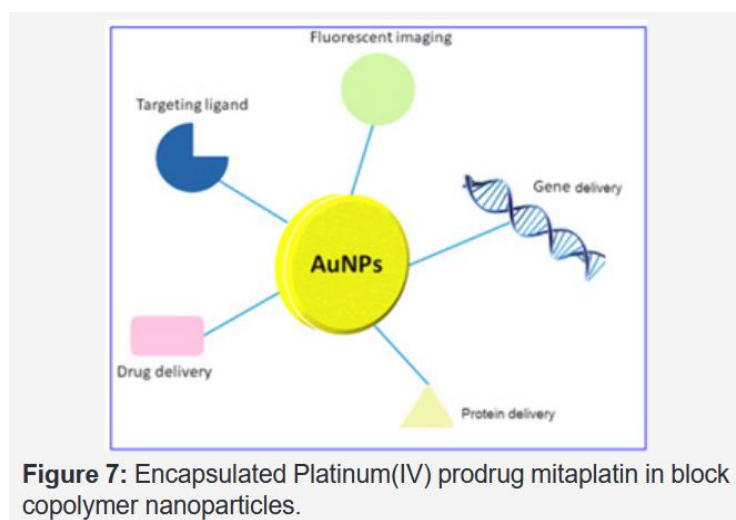 Fluorescent imaging
Targeting ligand
Gene delivery
AuNPs
Drug delivery
Protein delivery
Figure 7: Encapsulated Platinum(IV) prodrug mitaplatin in block
copolymer nanoparticles.